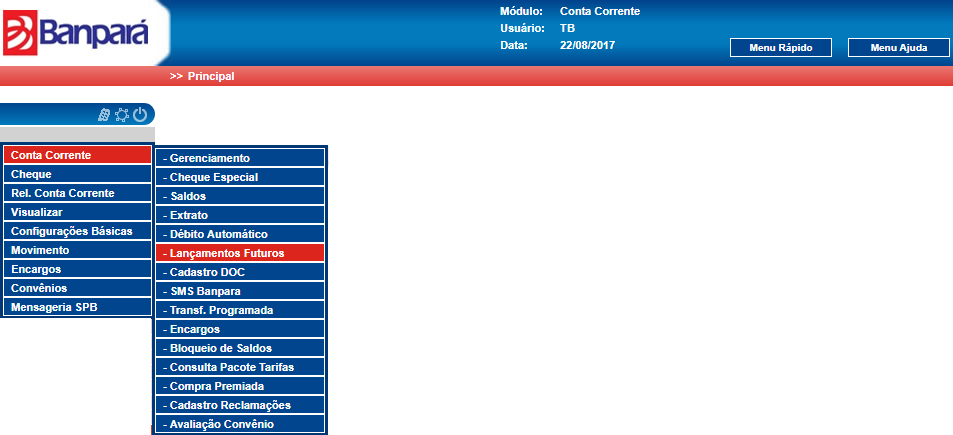 Banpará
Módulo: Conta Corrente
Usuário: TB
Data: 22/08/2017
Menu Rápido
Menu Ajuda
>> Principal
Conta Corrente
Cheque
Rel. Conta Corrente
Visualizar
Configurações Básicas
Movimento
Encargos
Convênios
Mensageria SPB
- Gerenciamento
- Cheque Especial
- Saldos
- Extrato
- Débito Automático
- Lançamentos Futuros
- Cadastro DOC
- SMS Banpara
- Transf. Programada
- Encargos
- Bloqueio de Saldos
- Consulta Pacote Tarifas
- Compra Premiada
- Cadastro Reclamações
- Avaliação Convênio